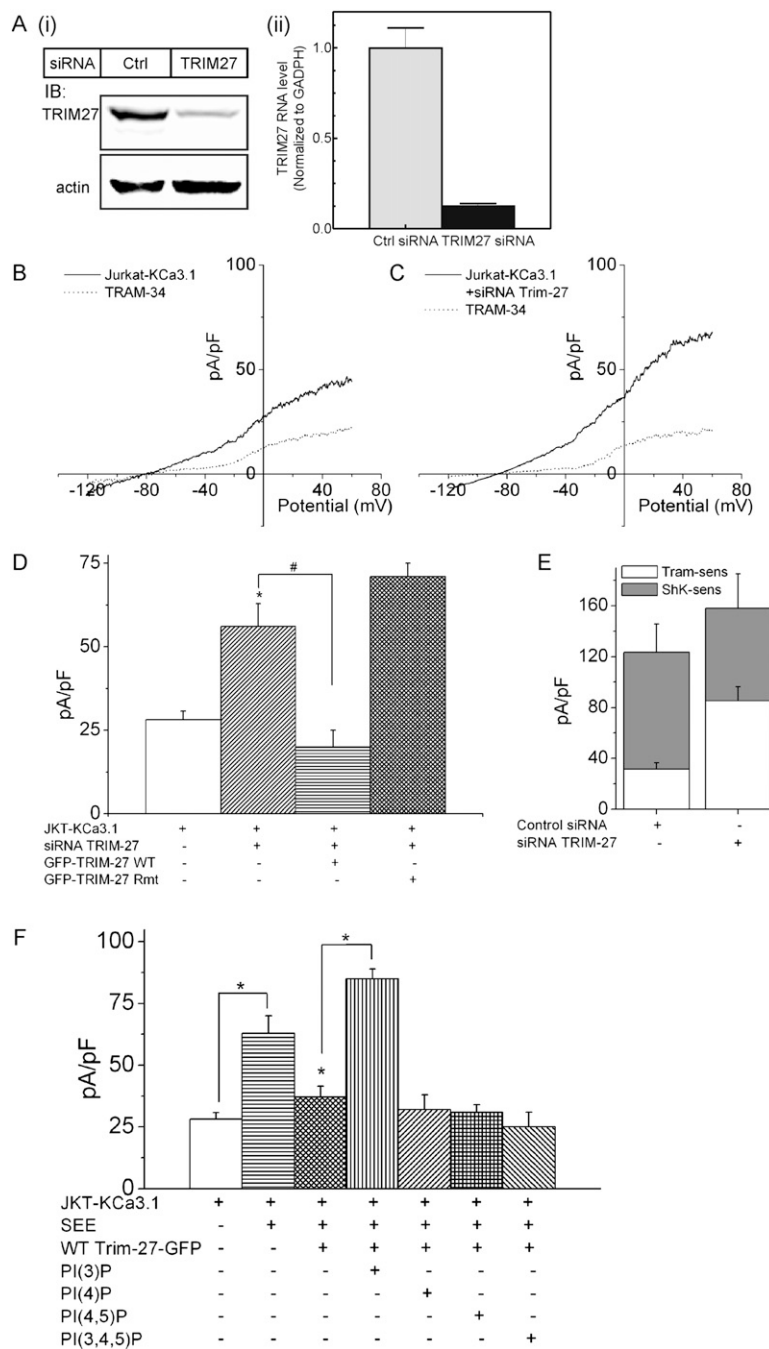 A (i)
siRNA Ctrl TRIM27
IB:
TRIM27
actin
(ii)
TRIM27 RNA level
(Normalized to GADPH)
1.0
0.5
0.0
Ctrl siRNA TRIM27 siRNA
B
Jurkat-KCa3.1
TRAM-34
100
pA/pF
50
0
-120 -80 -40 0 40 80
Potential (mV)
C
Jurkat-KCa3.1
+siRNA Trim-27
TRAM-34
100
pA/pF
50
0
-120 -80 -40 0 40 80
Potential (mV)
D
pA/pF
75
50
25
0
* #
JKT-KCa3.1 + + + +
siRNA TRIM-27 - + + +
GFP-TRIM-27 WT - - + -
GFP-TRIM-27 Rmt - - - +
E
Tram-sens
ShK-sens
pA/pF
160
120
80
40
0
Control siRNA + -
siRNA TRIM-27 - +
F
pA/pF
100
75
50
25
0
* * *
JKT-KCa3.1 + + + + + + +
SEE - + + + + + +
WT Trim-27-GFP - - + + + + +
PI(3)P - - - + - - -
PI(4)P - - - - + - -
PI(4,5)P - - - - - + -
PI(3,4,5)P - - - - - - +